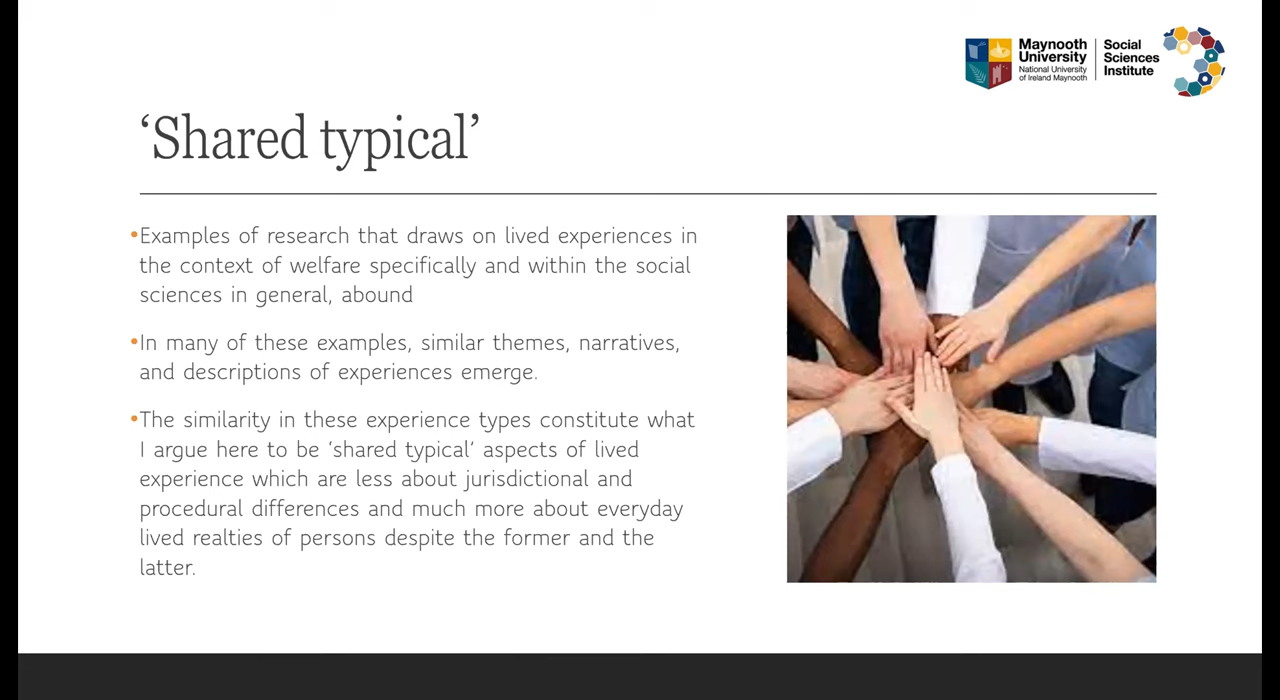 Maynooth
University
National University
of Ireland Maynooth
Social
Sciences
Institute
‘Shared typical’
•Examples of research that draws on lived experiences in
the context of welfare specifically and within the social
sciences in general, abound
•In many of these examples, similar themes, narratives,
and descriptions of experiences emerge.
•The similarity in these experience types constitute what
I argue here to be ‘shared typical’ aspects of lived
experience which are less about jurisdictional and
procedural differences and much more about everyday
lived realties of persons despite the former and the
latter.